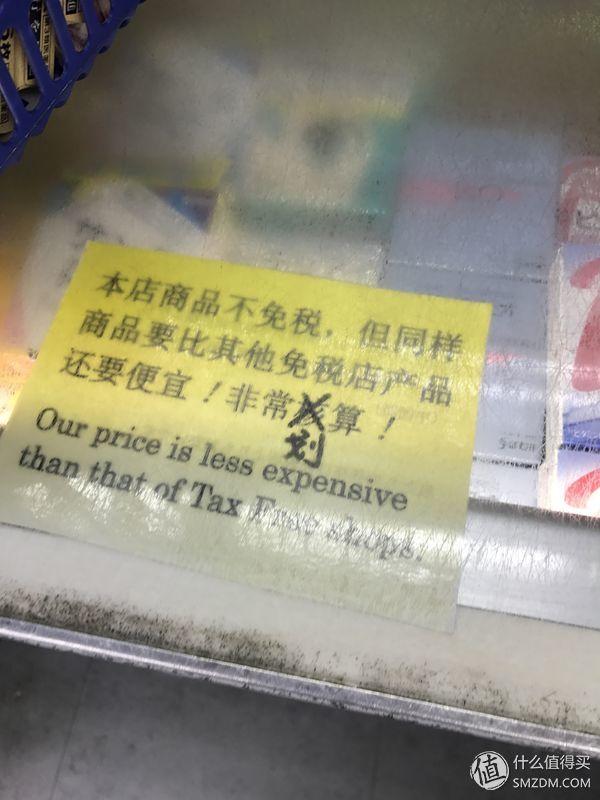 本店商品不免税，但同样
商品要比其他免税店产品
还要便宜！非常划算！
Our price is less expensive
than that of Tax Free shops.
值 什么值得买
SMZDM.COM